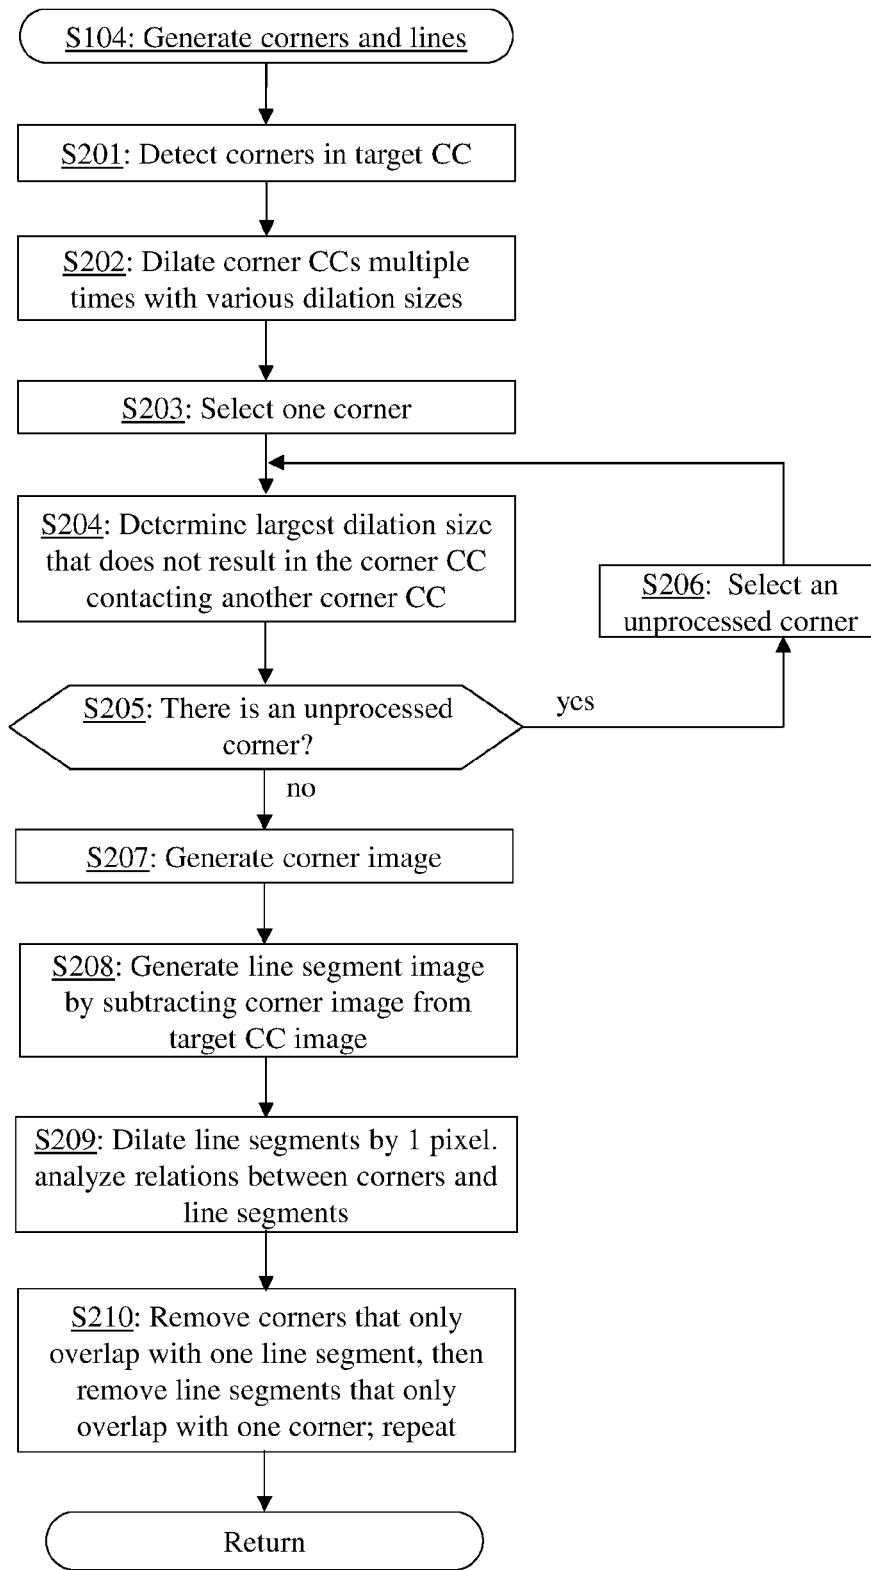 S104: Generate corners and lines
S201: Detect corners in target CC
S202: Dilate corner CCs multiple
times with various dilation sizes
S203: Select one corner
S204: Determine largest dilation size
that does not result in the corner CC
contacting another corner CC
S206: Select an
unprocessed corner
S205: There is an unprocessed
corner?
yes
no
S207: Generate corner image
S208: Generate line segment image
by subtracting corner image from
target CC image
S209: Dilate line segments by 1 pixel.
analyze relations between corners and
line segments
S210: Remove corners that only
overlap with one line segment, then
remove line segments that only
overlap with one corner; repeat
Return